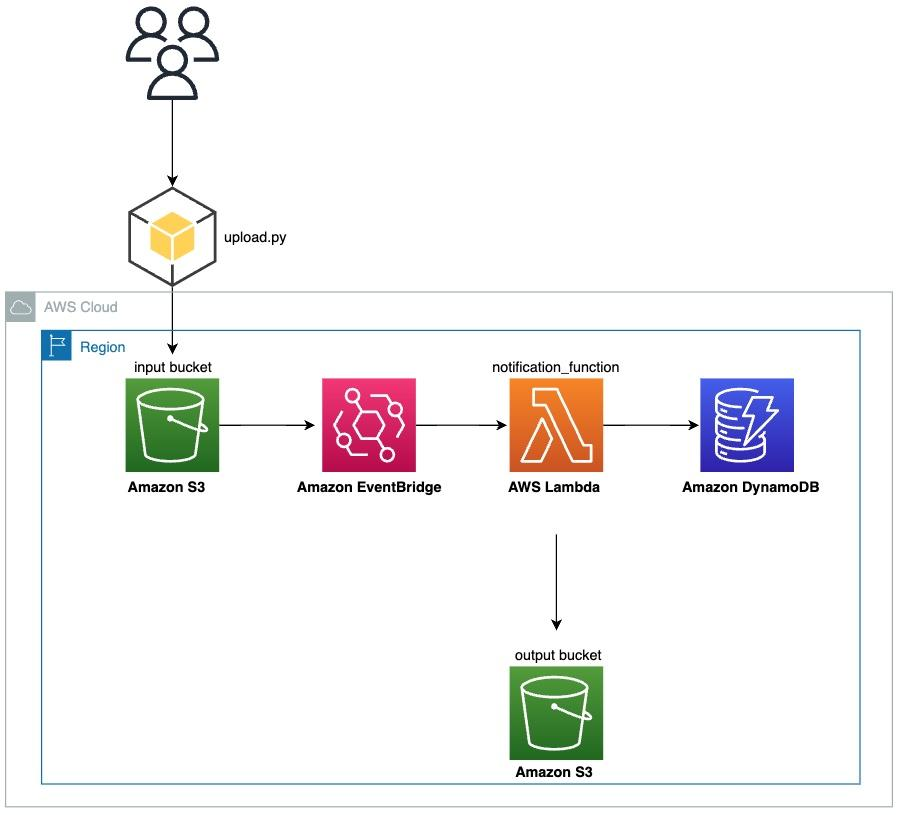 upload.py
AWS Cloud
Region
input bucket
notification_function
Amazon S3
Amazon EventBridge
AWS Lambda
Amazon DynamoDB
output bucket
Amazon S3